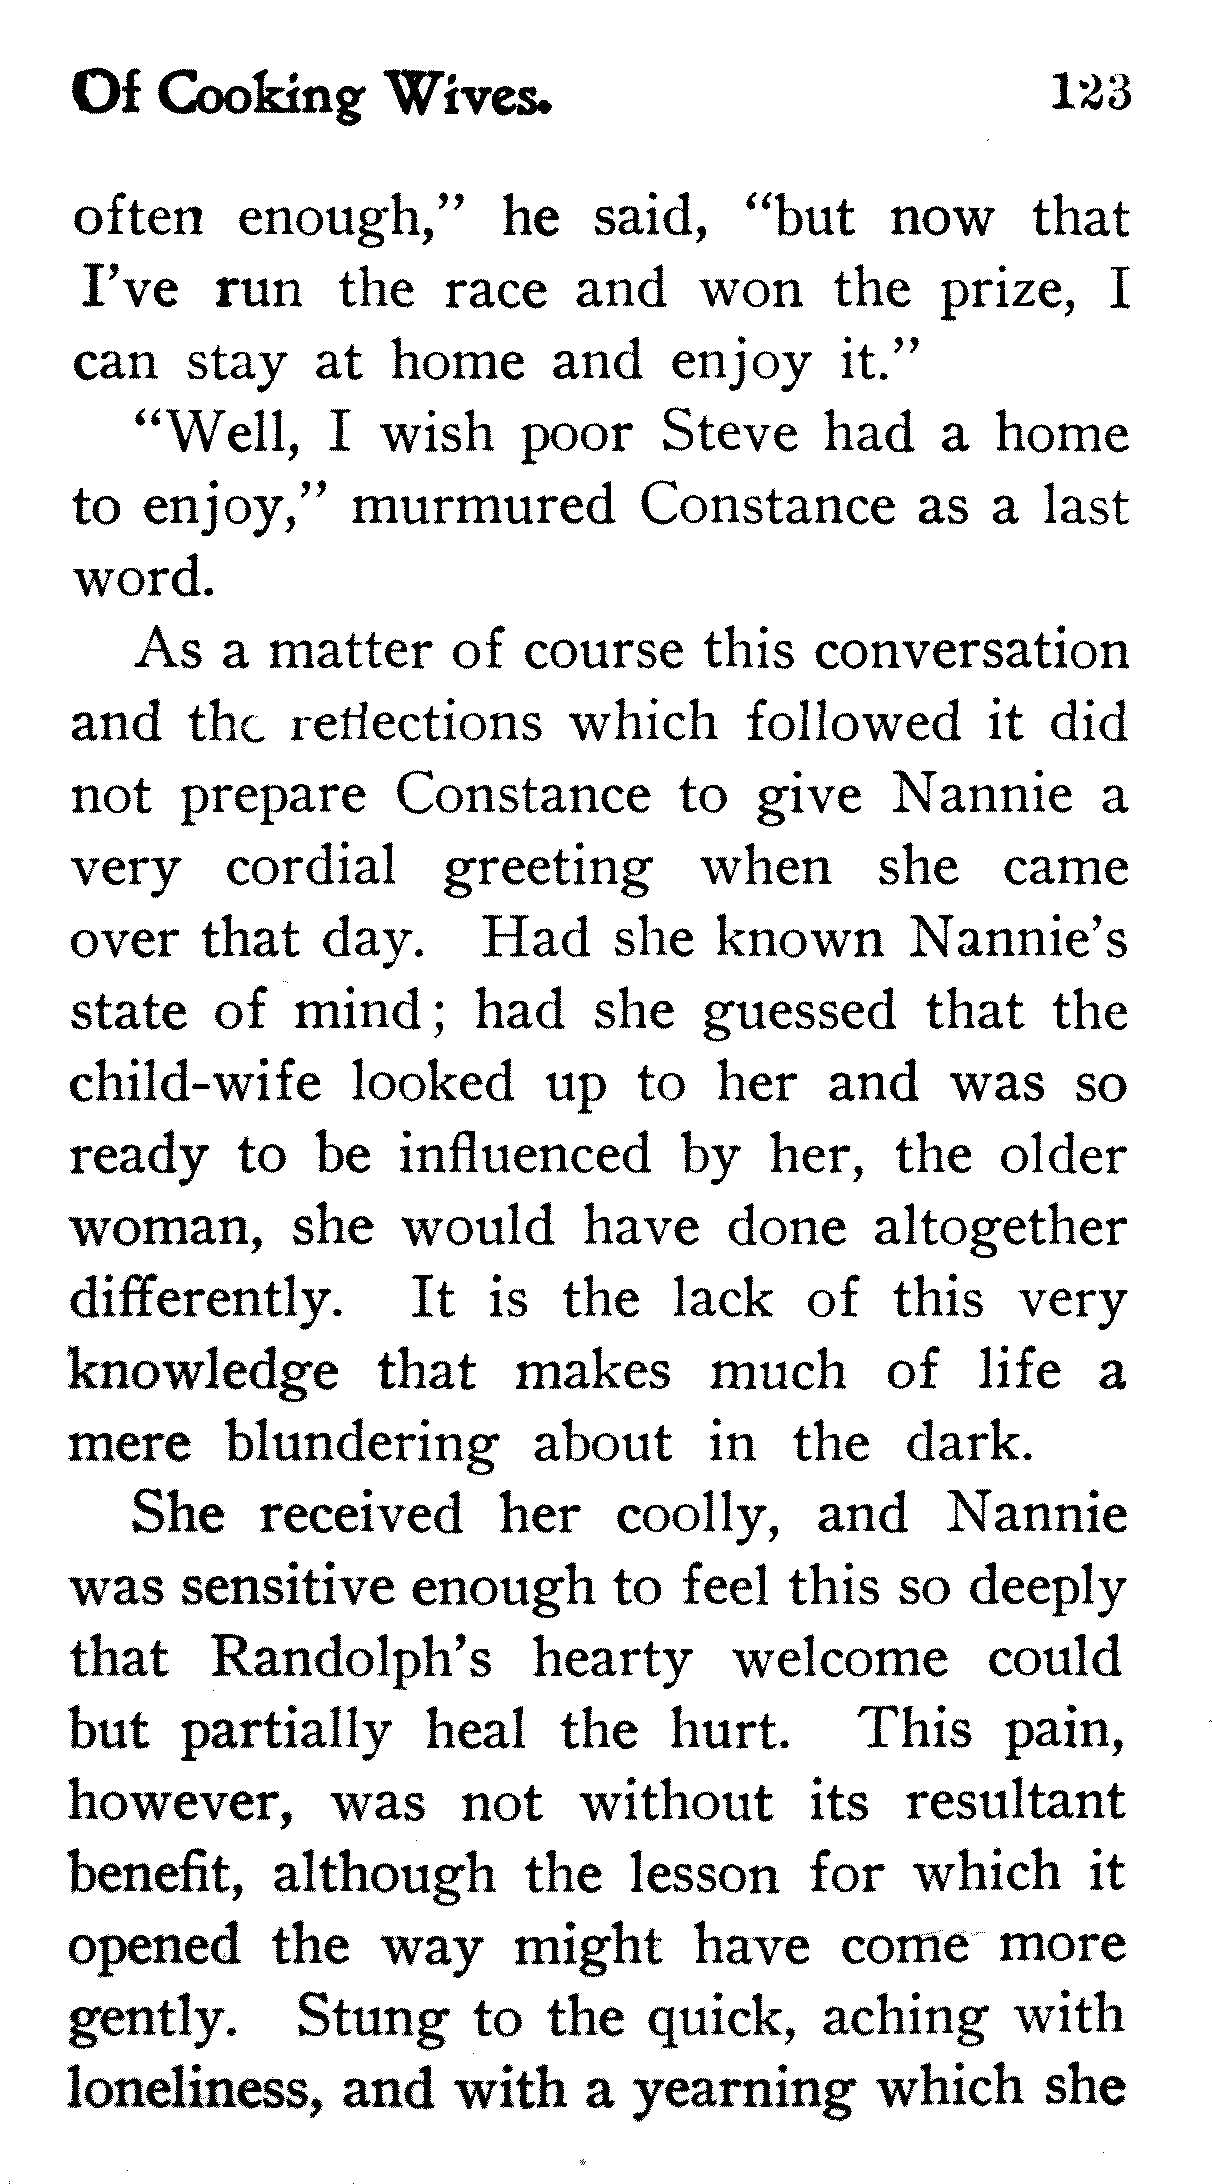 Of Cooking Wives. 123
often enough,” he said, “but now that
I’ve run the race and won the prize, I
can stay at home and enjoy it.”
“Well, I wish poor Steve had a home
to enjoy,” murmured Constance as a last
word.
As a matter of course this conversation
and the reflections which followed it did
not prepare Constance to give Nannie a
very cordial greeting when she came
over that day. Had she known Nannie’s
state of mind; had she guessed that the
child-wife looked up to her and was so
ready to be influenced by her, the older
woman, she would have done altogether
differently. It is the lack of this very
knowledge that makes much of life a
mere blundering about in the dark.
She received her coolly, and Nannie
was sensitive enough to feel this so deeply
that Randolph’s hearty welcome could
but partially heal the hurt. This pain,
however, was not without its resultant
benefit, although the lesson for which it
opened the way might have come more
gently. Stung to the quick, aching with
loneliness, and with a yearning which she